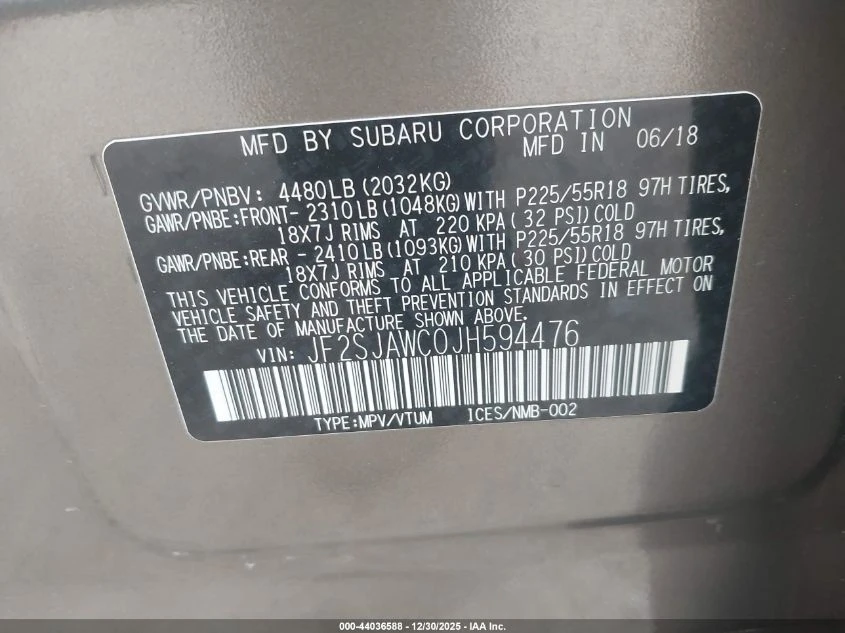 MFD BY SUBARU CORPORATION
MFD IN 06/18
GVWR/PNBV: 4480LB (2032KG)
GAWR/PNBE:FRONT- 2310LB (1048KG) WITH P225/55R18 97H TIRES,
18X7J RIMS AT 220 KPA( 32 PSI) COLD
GAWR/PNBE:REAR - 2410LB (1093KG) WITH P225/55R18 97H TIRES,
18X7J RIMS AT 210 KPA( 30 PSI) COLD
THIS VEHICLE CONFORMS TO ALL APPLICABLE FEDERAL MOTOR
VEHICLE SAFETY AND THEFT PREVENTION STANDARDS IN EFFECT ON
THE DATE OF MANUFACTURE SHOWN ABOVE.
VIN: JF2SJAWC0JH594476
TYPE:MPV/VTUM ICES/NMB-002
000-44036588 - 12/30/2025 - IAA Inc.